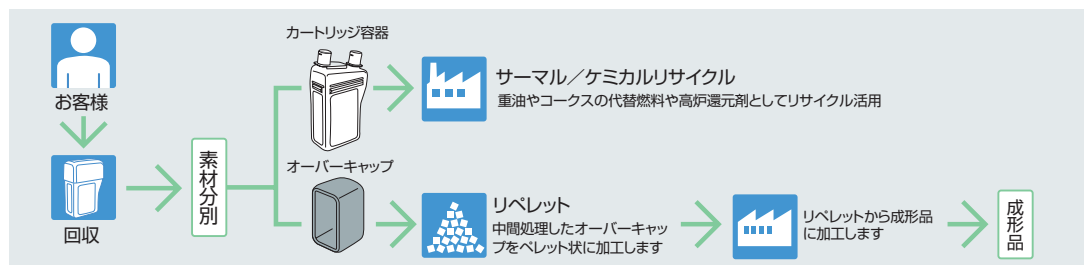 お客様
回収
素材分別
カートリッジ容器
サーマル／ケミカルリサイクル
重油やコークスの代替燃料や高炉還元剤としてリサイクル活用
オーバーキャップ
リペレット
中間処理したオーバーキャッ
プをペレット状に加工します
リペレットから成形品
に加工します
成形品